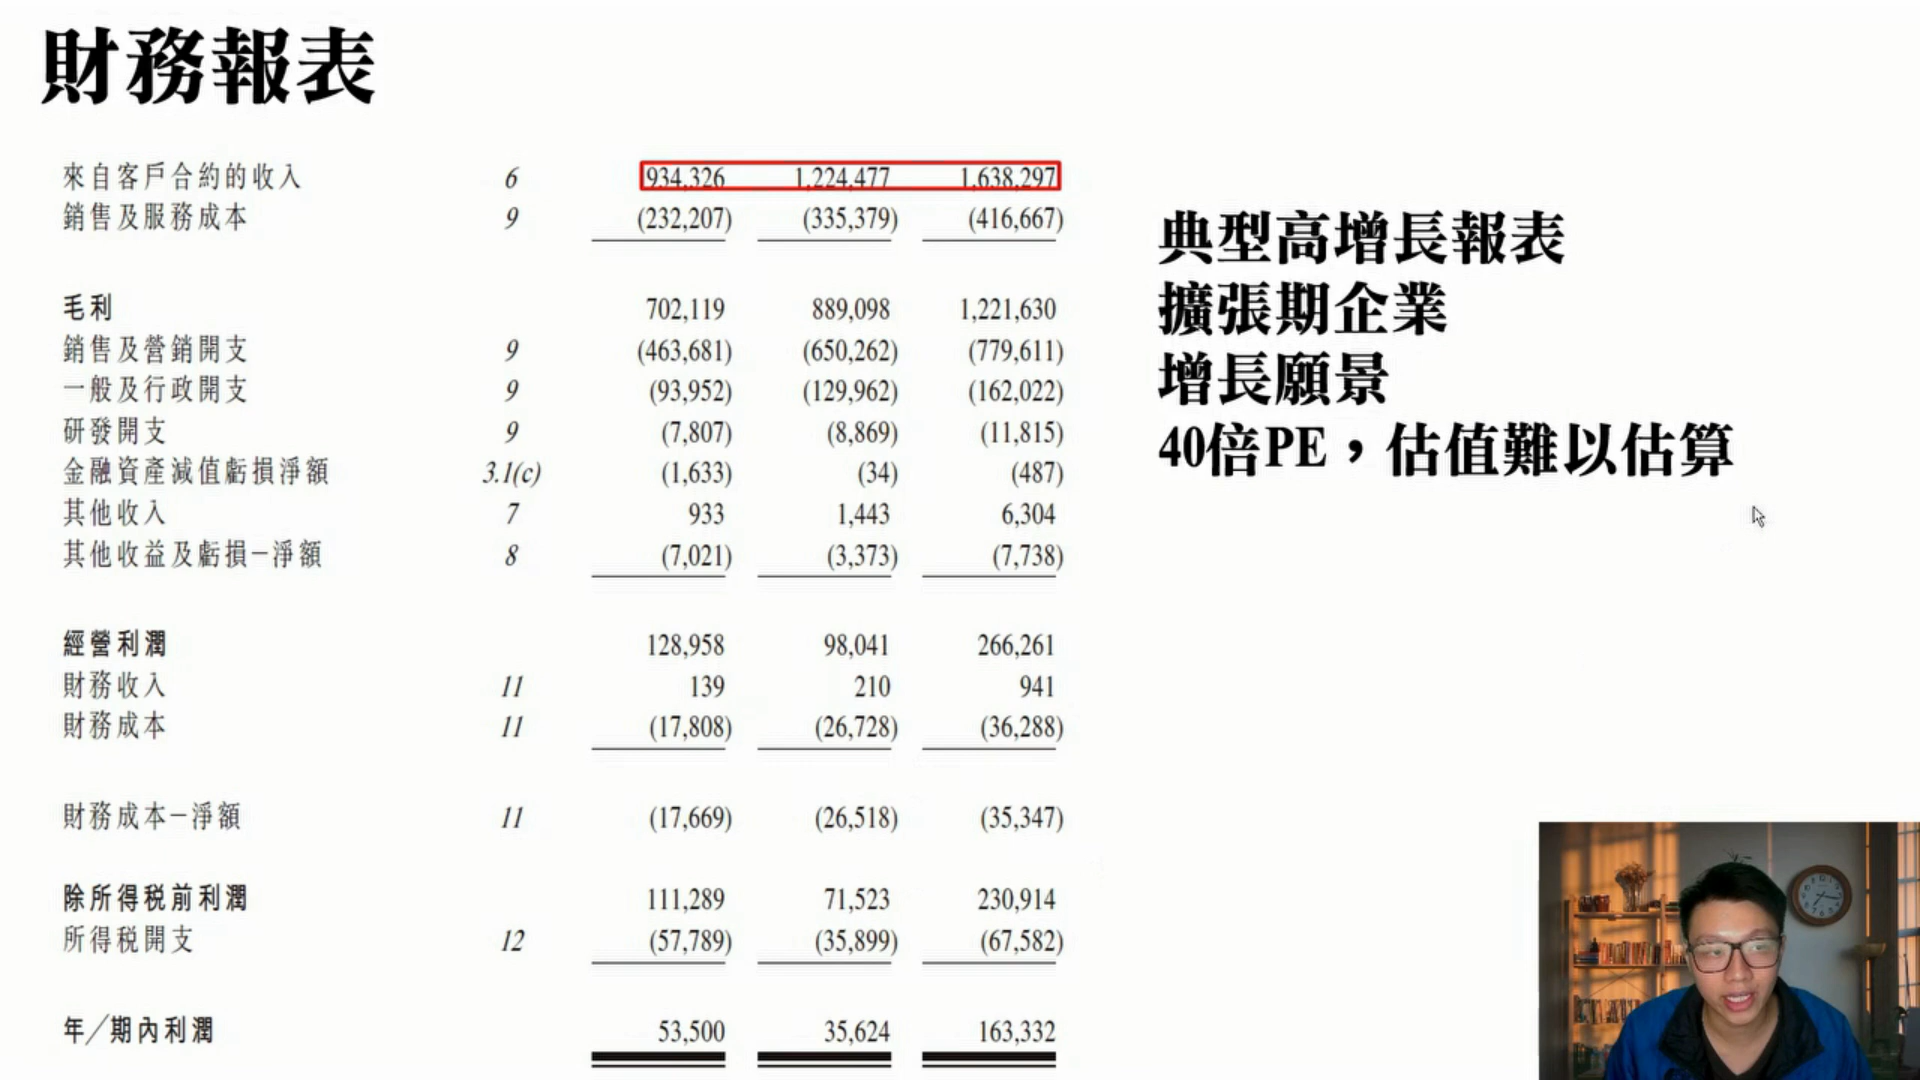 財務報表
來自客戶合約的收入 6 934,326 1,224,477 1,638,297
銷售及服務成本 9 (232,207) (335,379) (416,667)
毛利 702,119 889,098 1,221,630
銷售及營銷開支 9 (463,681) (650,262) (779,611)
一般及行政開支 9 (93,952) (129,962) (162,022)
研發開支 9 (7,807) (8,869) (11,815)
金融資產減值虧損淨額 3.1(c) (1,633) (34) (487)
其他收入 7 933 1,443 6,304
其他收益及虧損－淨額 8 (7,021) (3,373) (7,738)
經營利潤 128,958 98,041 266,261
財務收入 11 139 210 941
財務成本 11 (17,808) (26,728) (36,288)
財務成本－淨額 11 (17,669) (26,518) (35,347)
除所得稅前利潤 111,289 71,523 230,914
所得稅開支 12 (57,789) (35,899) (67,582)
年／期內利潤 53,500 35,624 163,332
典型高增長報表
擴張期企業
增長願景
40倍PE，估值難以估算